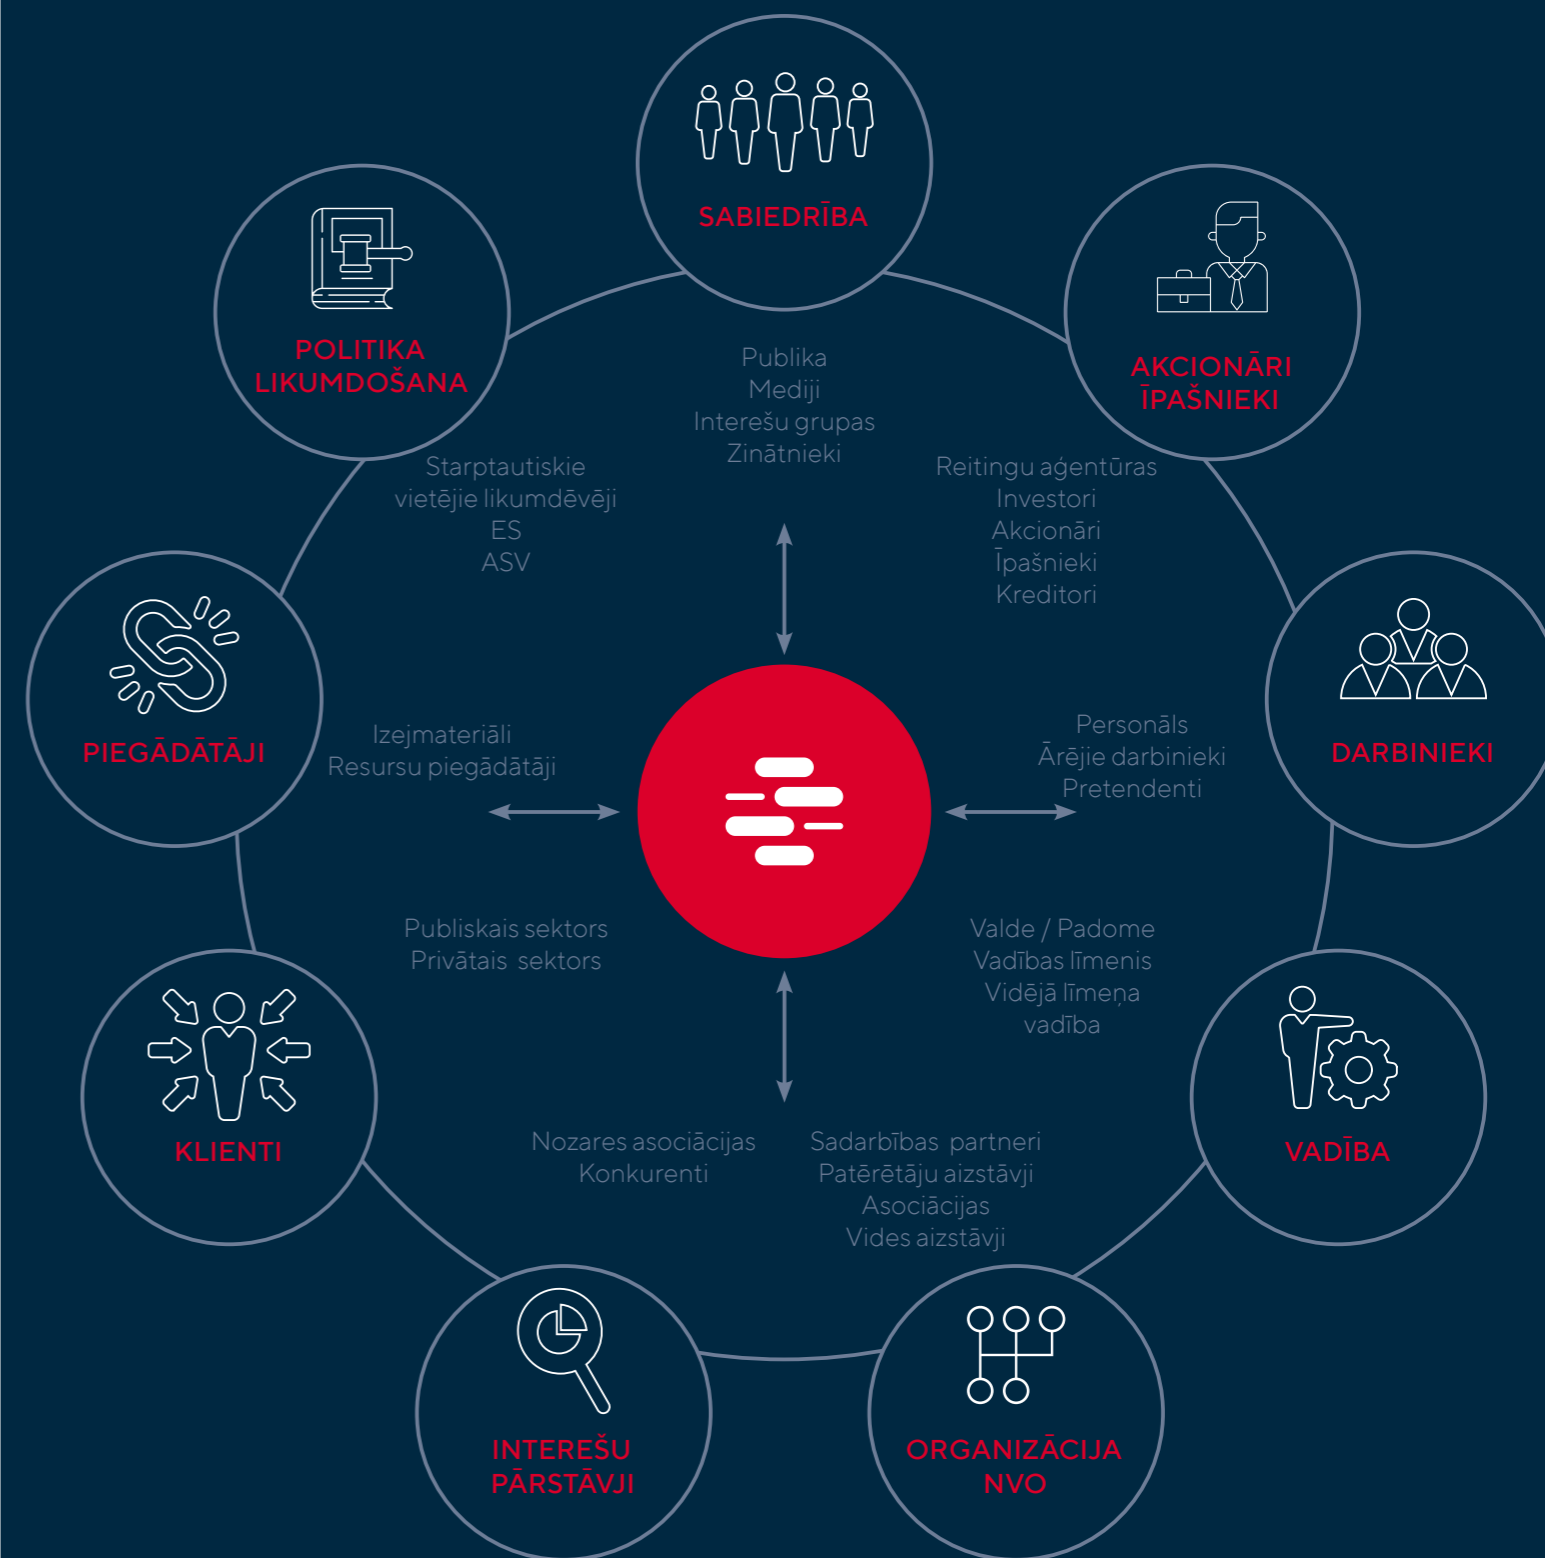 SABIEDRĪBA
Publika
Mediji
Interešu grupas
Zinātnieki
AKCIONĀRI
ĪPAŠNIEKI
Reitingu aģentūras
Investori
Akcionāri
Īpašnieki
Kreditori
DARBINIEKI
Personāls
Ārējie darbinieki
Pretendenti
VADĪBA
Valde / Padome
Vadības līmenis
Vidējā līmeņa
vadība
ORGANIZĀCIJA
NVO
Sadarbības partneri
Patērētāju aizstāvji
Asociācijas
Vides aizstāvji
INTEREŠU
PĀRSTĀVJI
Nozares asociācijas
Konkurenti
KLIENTI
Publiskais sektors
Privātais sektors
PIEGĀDĀTĀJI
Izejmateriāli
Resursu piegādātāji
POLITIKA
LIKUMDOŠANA
Starptautiskie
vietējie likumdēvēji
ES
ASV